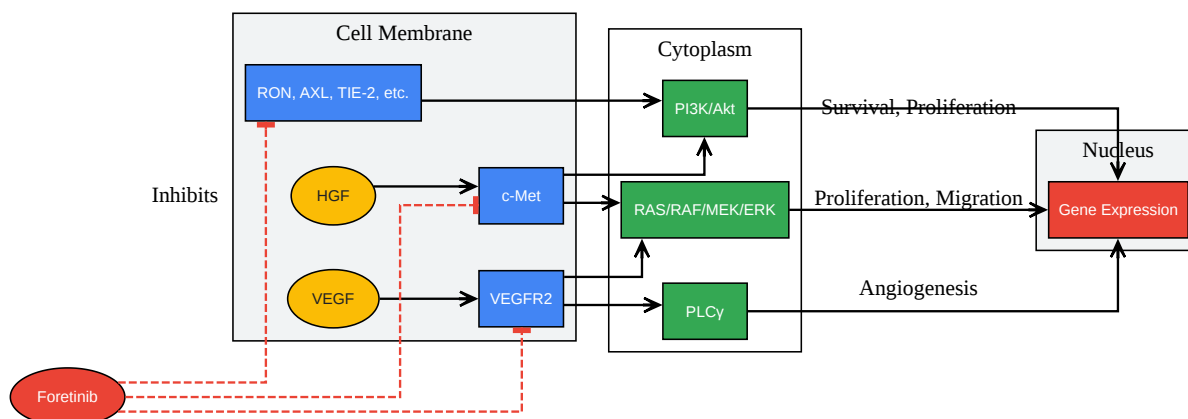 Cell Membrane
Cytoplasm
RON, AXL, TIE-2, etc.
PI3K/Akt
Survival, Proliferation
Nucleus
Inhibits
HGF
c-Met
RAS/RAF/MEK/ERK
Proliferation, Migration
Gene Expression
VEGF
VEGFR2
PLCγ
Angiogenesis
Foretinib